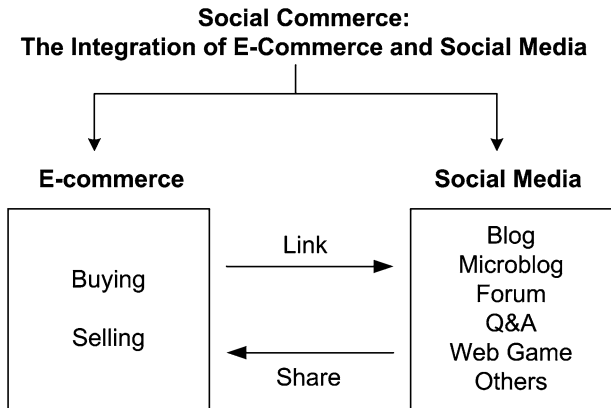 Social Commerce:
The Integration of E-Commerce and Social Media
E-commerce
Social Media
Buying
Selling
Link
Share
Blog
Microblog
Forum
Q&A
Web Game
Others